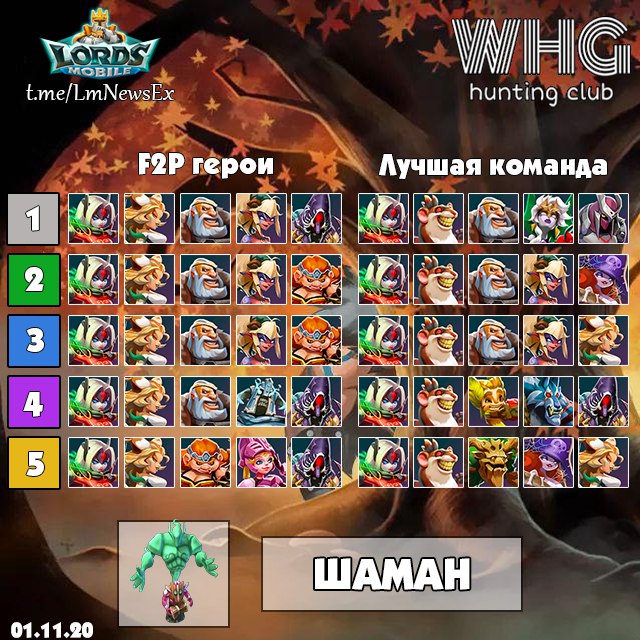 LORDS
MOBILE
t.me/LmNewsEx
WHG
hunting club
F2P герои
Лучшая команда
1
2
3
4
5
ШАМАН
01.11.20